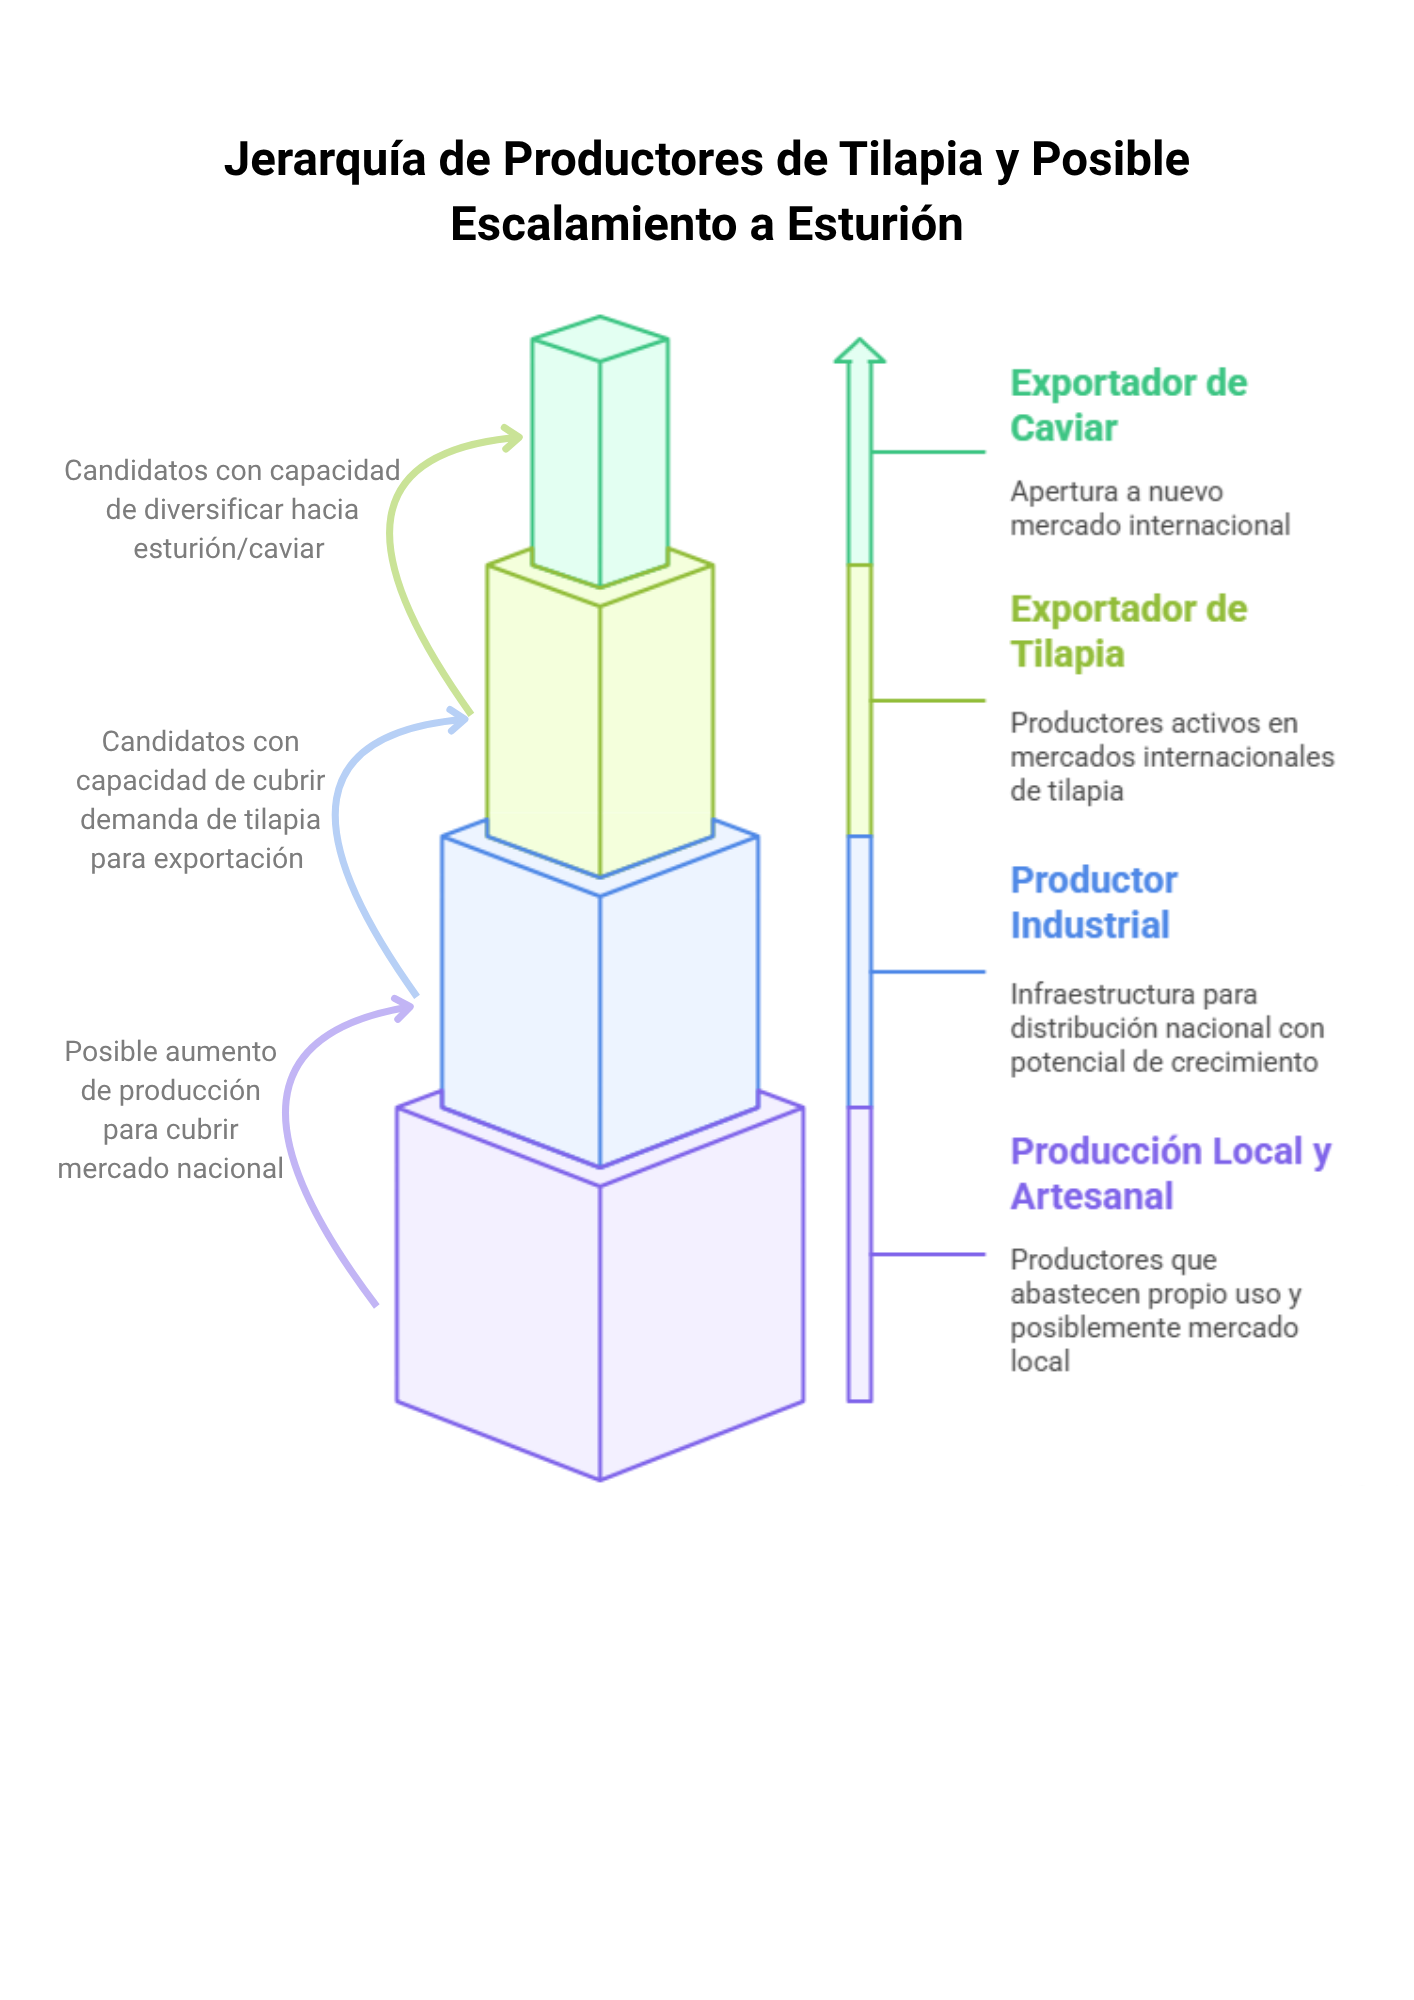 Jerarquía de Productores de Tilapia y Posible
Escalamiento a Esturión
Exportador de
Caviar
Apertura a nuevo
mercado internacional
Candidatos con capacidad
de diversificar hacia
esturión/caviar
Exportador de
Tilapia
Productores activos en
mercados internacionales
de tilapia
Candidatos con
capacidad de cubrir
demanda de tilapia
para exportación
Productor
Industrial
Infraestructura para
distribución nacional con
potencial de crecimiento
Posible aumento
de producción
para cubrir
mercado nacional
Producción Local y
Artesanal
Productores que
abastecen propio uso y
posiblemente mercado
local